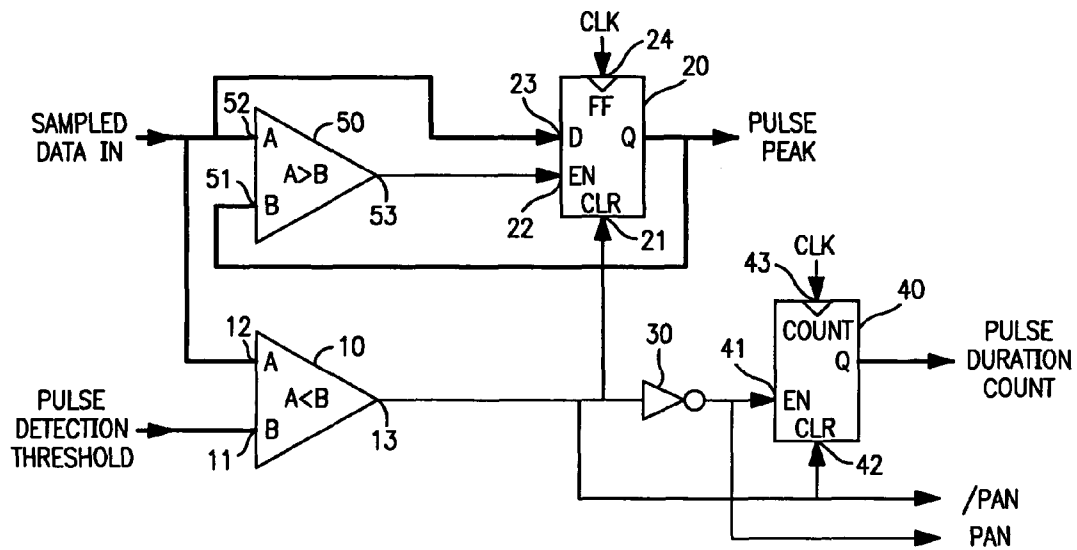 CLK
24
20
23
FF
D
Q
EN
CLR
22
21
SAMPLED
DATA IN
52
50
A
A>B
51
B
53
PULSE
PEAK
CLK
43
40
COUNT
Q
41
EN
CLR
42
PULSE
DURATION
COUNT
12
10
A
A<B
B
11
13
30
PULSE
DETECTION
THRESHOLD
/PAN
PAN